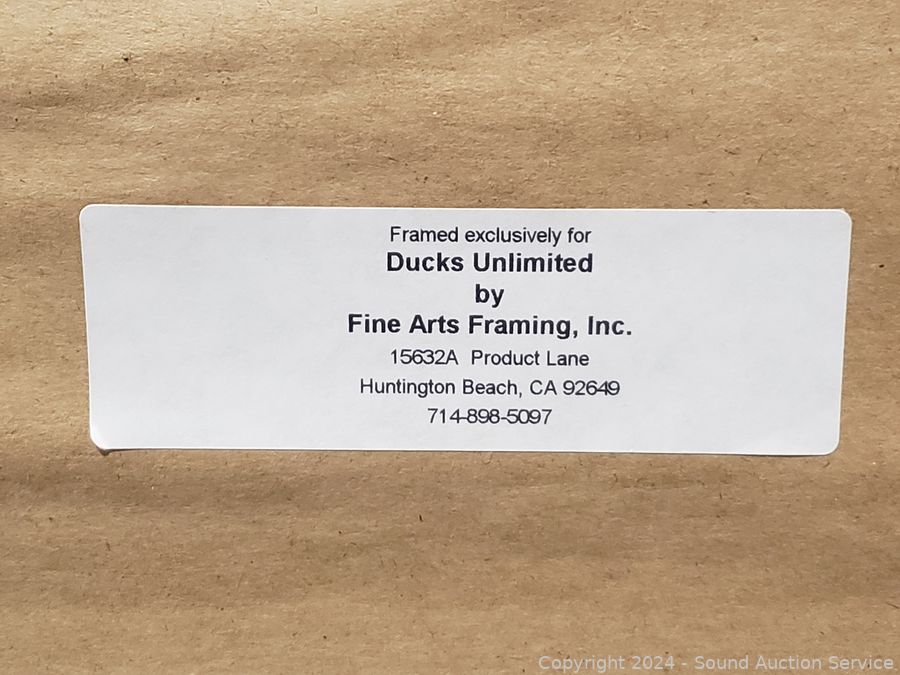 Framed exclusively for
Ducks Unlimited
by
Fine Arts Framing, Inc.
15632A Product Lane
Huntington Beach, CA 92649
714-898-5097
Copyright 2024 - Sound Auction Service